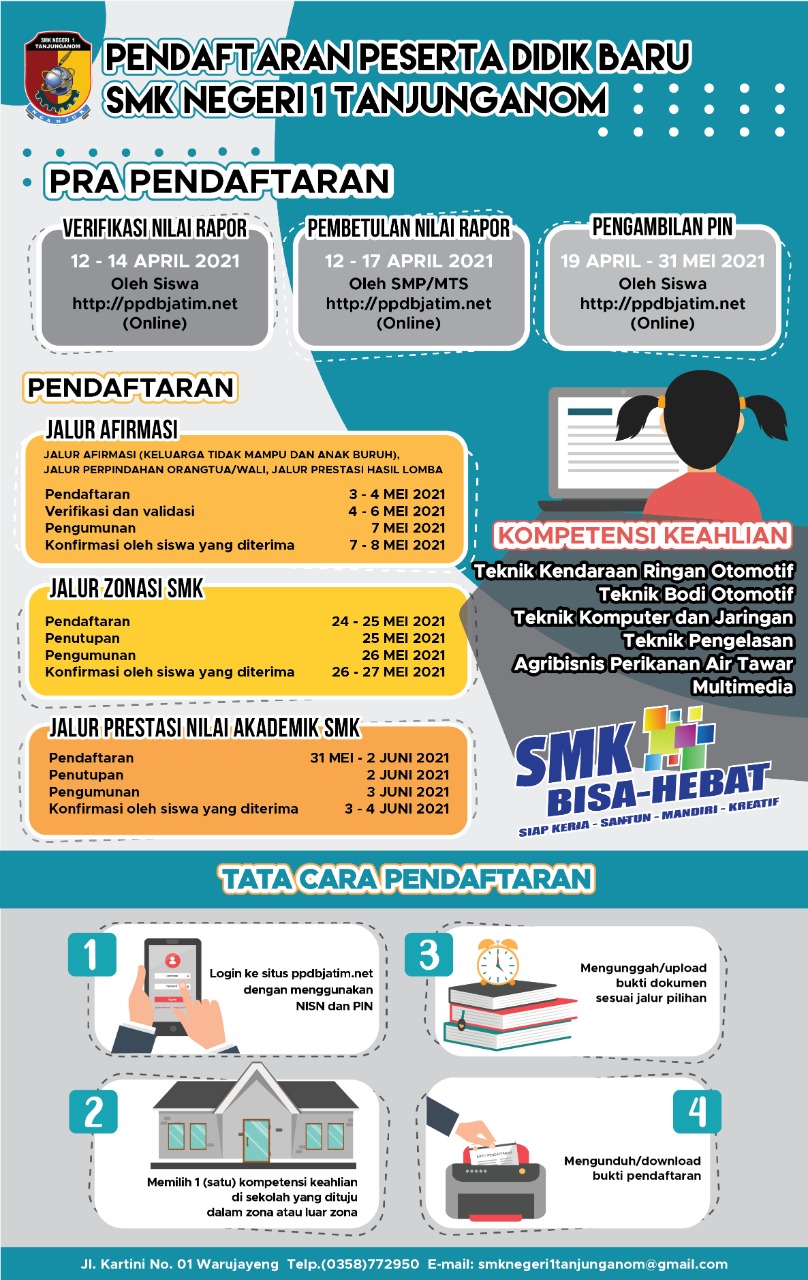 SMK NEGERI 1
TANJUNGANOM
NGANJUK
PENDAFTARAN PESERTA DIDIK BARU
SMK NEGERI 1 TANJUNGANOM
PRA PENDAFTARAN
VERIFIKASI NILAI RAPOR
12 - 14 APRIL 2021
Oleh Siswa
http://ppdbjatim.net
(Online)
PEMBETULAN NILAI RAPOR
12 - 17 APRIL 2021
Oleh SMP/MTS
http://ppdbjatim.net
(Online)
PENGAMBILAN PIN
19 APRIL - 31 MEI 2021
Oleh Siswa
http://ppdbjatim.net
(Online)
PENDAFTARAN
JALUR AFIRMASI
JALUR AFIRMASI (KELUARGA TIDAK MAMPU DAN ANAK BURUH),
JALUR PERPINDAHAN ORANGTUA/WALI, JALUR PRESTASI HASIL LOMBA
Pendaftaran 3 - 4 MEI 2021
Verifikasi dan validasi 4 - 6 MEI 2021
Pengumunan 7 MEI 2021
Konfirmasi oleh siswa yang diterima 7 - 8 MEI 2021
JALUR ZONASI SMK
Pendaftaran 24 - 25 MEI 2021
Penutupan 25 MEI 2021
Pengumunan 26 MEI 2021
Konfirmasi oleh siswa yang diterima 26 - 27 MEI 2021
JALUR PRESTASI NILAI AKADEMIK SMK
Pendaftaran 31 MEI - 2 JUNI 2021
Penutupan 2 JUNI 2021
Pengumunan 3 JUNI 2021
Konfirmasi oleh siswa yang diterima 3 - 4 JUNI 2021
KOMPETENSI KEAHLIAN
Teknik Kendaraan Ringan Otomotif
Teknik Bodi Otomotif
Teknik Komputer dan Jaringan
Teknik Pengelasan
Agribisnis Perikanan Air Tawar
Multimedia
SMK
BISA-HEBAT
SIAP KERJA - SANTUN - MANDIRI - KREATIF
TATA CARA PENDAFTARAN
1
Login ke situs ppdbjatim.net
dengan menggunakan
NISN dan PIN
2
Memilih 1 (satu) kompetensi keahlian
di sekolah yang dituju
dalam zona atau luar zona
3
Mengunggah/upload
bukti dokumen
sesuai jalur pilihan
4
Mengunduh/download
bukti pendaftaran
Jl. Kartini No. 01 Warujayeng Telp.(0358)772950 E-mail: smknegeri1tanjunganom@gmail.com